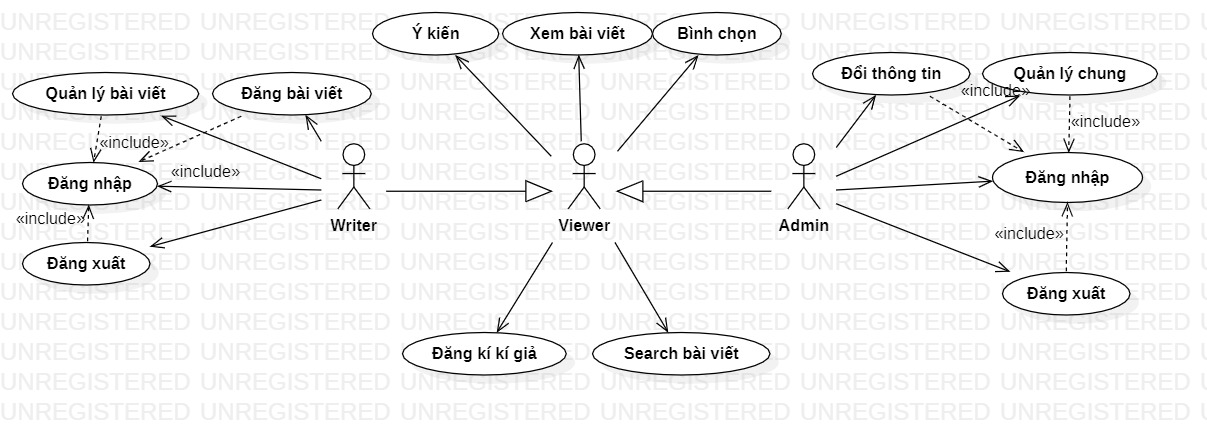 Ý kiến Xem bài viết Bình chọn
Quản lý bài viết Đăng bài viết Đổi thông tin Quản lý chung
«include»
«include» «include»
Đăng nhập «include» Đăng nhập
«include» Writer Viewer Admin «include»
Đăng xuất Đăng xuất
Đăng kí kí giả Search bài viết
UNREGISTERED UNREGISTERED UNREGISTERED UNREGISTERED UNREGISTERED UNREGISTERED